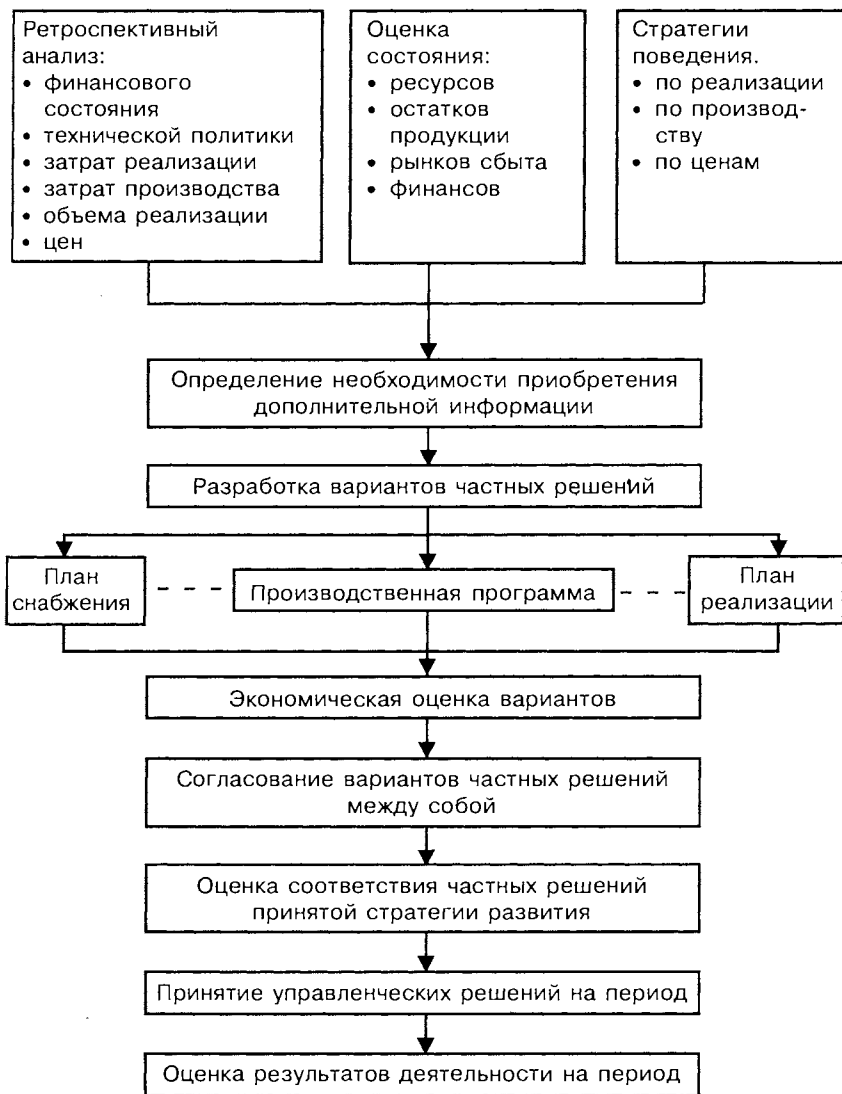 Ретроспективный
анализ:
• финансового
состояния
• технической политики
• затрат реализации
• затрат производства
• объема реализации
• цен
Оценка
состояния:
• ресурсов
• остатков
продукции
• рынков сбыта
• финансов
Стратегии
поведения.
• по реализации
• по производ-
ству
• по ценам
Определение необходимости приобретения
дополнительной информации
Разработка вариантов частных решений
План
снабжения
Производственная программа
План
реализации
Экономическая оценка вариантов
Согласование вариантов частных решений
между собой
Оценка соответствия частных решений
принятой стратегии развития
Принятие управленческих решений на период
Оценка результатов деятельности на период